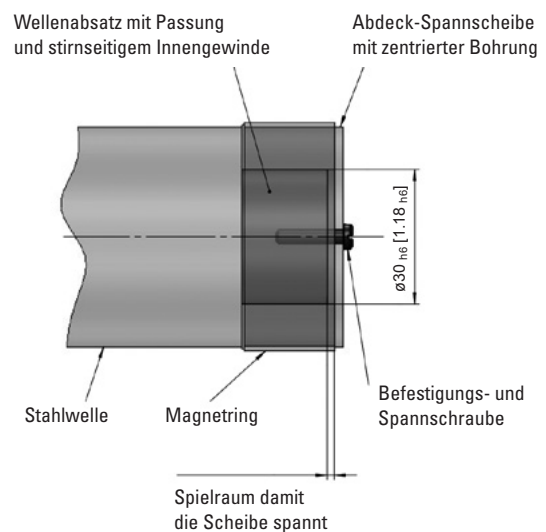 Wellenabsatz mit Passung
und stirnseitigem Innengewinde
Abdeck-Spannscheibe
mit zentrierter Bohrung
ø30 h6 [1.18 h6]
Stahlwelle
Magnetring
Befestigungs- und
Spannschraube
Spielraum damit
die Scheibe spannt